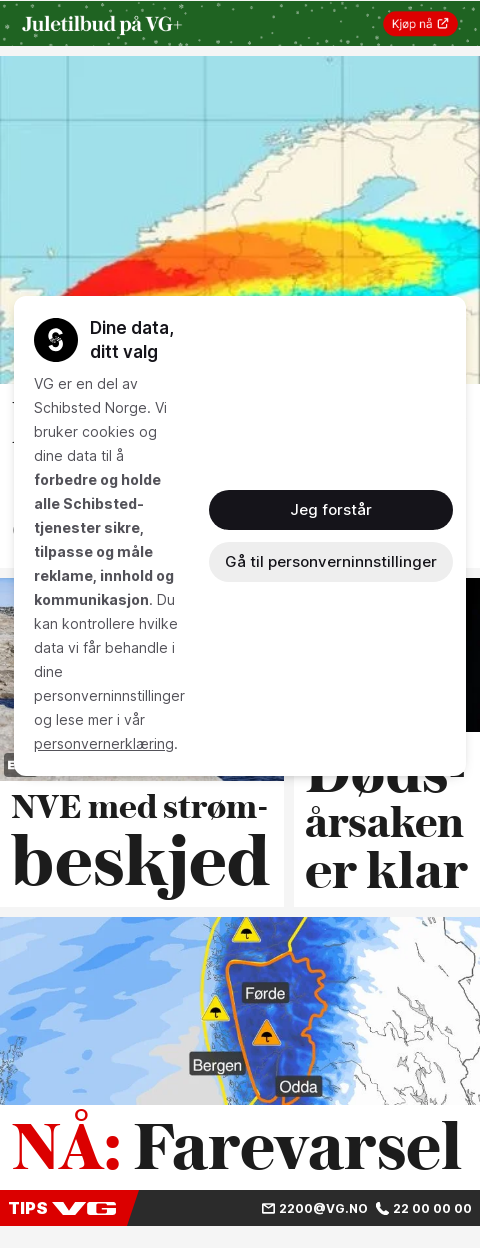 Juletilbud på VG+
Kjøp nå
Dine data,
ditt valg
VG er en del av
Schibsted Norge. Vi
bruker cookies og
dine data til å
forbedre og holde
alle Schibsted-
tjenester sikre,
tilpasse og måle
reklame, innhold og
kommunikasjon. Du
kan kontrollere hvilke
data vi får behandle i
dine
personverninnstillinger
og lese mer i vår
personvernerklæring.
Jeg forstår
Gå til personverninnstillinger
NVE med strøm-
beskjed
Døds-
årsaken
er klar
Førde
Bergen
Odda
NÅ: Farevarsel
TIPS VG
2200@VG.NO
22 00 00 00